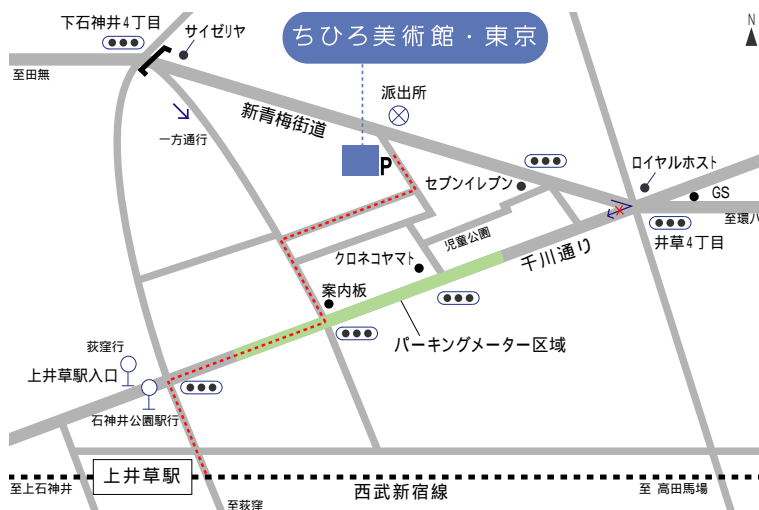 下石神井4丁目
サイゼリヤ
ちひろ美術館・東京
N
至田無
新青梅街道
派出所
一方通行
P
セブンイレブン
ロイヤルホスト
GS
至環八
児童公園
井草4丁目
千川通り
クロネコヤマト
案内板
パーキングメーター区域
荻窪行
上井草駅入口
石神井公園駅行
上井草駅
至上石神井
西武新宿線
至 高田馬場
至荻窪